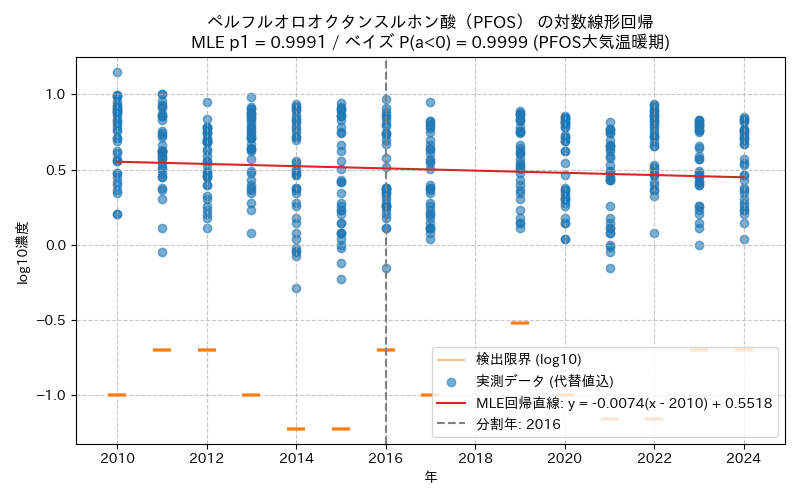 ペルフルオロオクタンスルホン酸（PFOS） の対数線形回帰
MLE p1 = 0.9991 / ベイズ P(a<0) = 0.9999 (PFOS大気温暖期)
log10濃度
1.0
0.5
0.0
−0.5
−1.0
検出限界 (log10)
実測データ (代替値込)
MLE回帰直線: y = -0.0074(x - 2010) + 0.5518
分割年: 2016
2010
2012
2014
2016
2018
2020
2022
2024
年